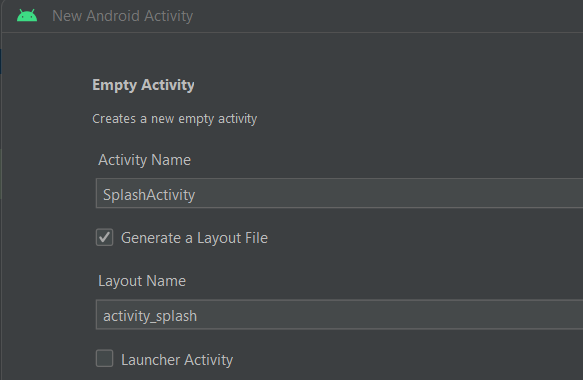 New Android Activity
Empty Activity
Creates a new empty activity
Activity Name
SplashActivity
Generate a Layout File
Layout Name
activity_splash
Launcher Activity